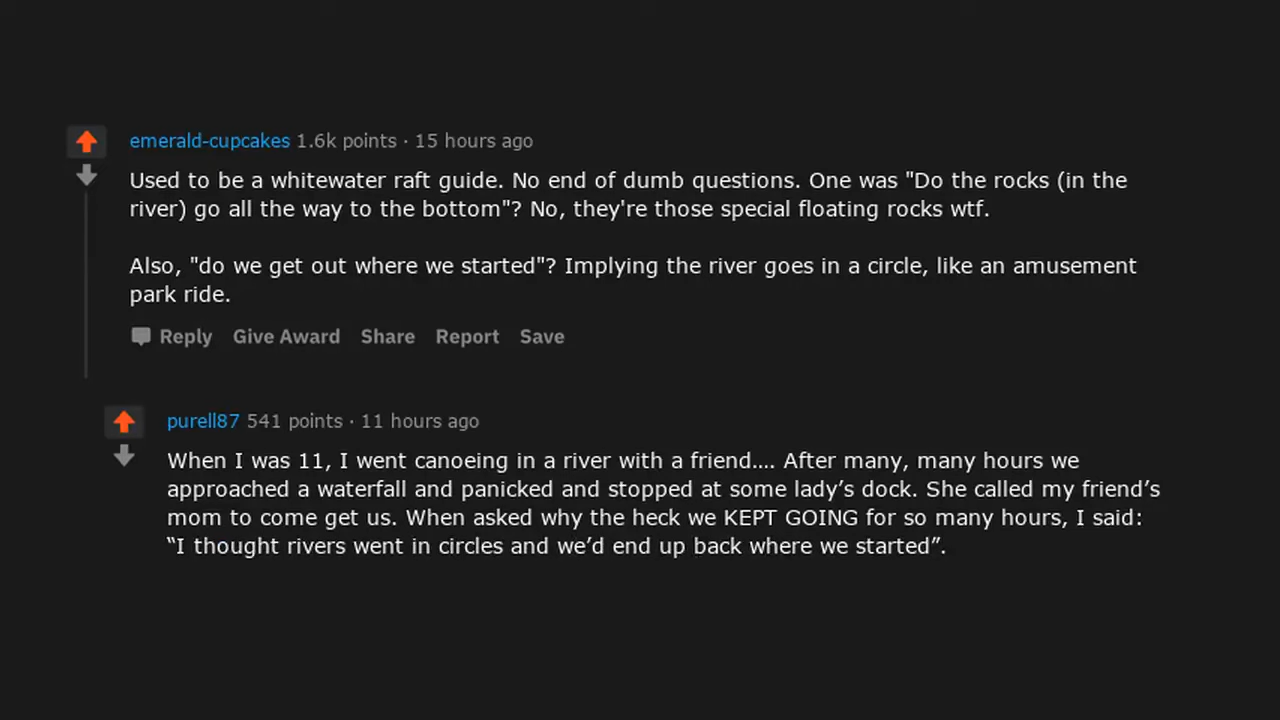 emerald-cupcakes 1.6k points · 15 hours ago
Used to be a whitewater raft guide. No end of dumb questions. One was "Do the rocks (in the
river) go all the way to the bottom"? No, they're those special floating rocks wtf.
Also, "do we get out where we started"? Implying the river goes in a circle, like an amusement
park ride.
Reply Give Award Share Report Save
purell87 541 points · 11 hours ago
When I was 11, I went canoeing in a river with a friend.... After many, many hours we
approached a waterfall and panicked and stopped at some lady’s dock. She called my friend’s
mom to come get us. When asked why the heck we KEPT GOING for so many hours, I said:
“I thought rivers went in circles and we’d end up back where we started”.